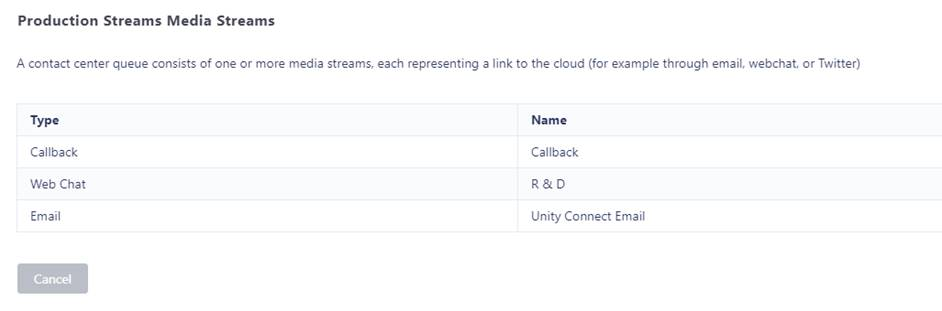 Production Streams Media Streams
A contact center queue consists of one or more media streams, each representing a link to the cloud (for example through email, webchat, or Twitter)
Type Name
Callback Callback
Web Chat R & D
Email Unity Connect Email
Cancel